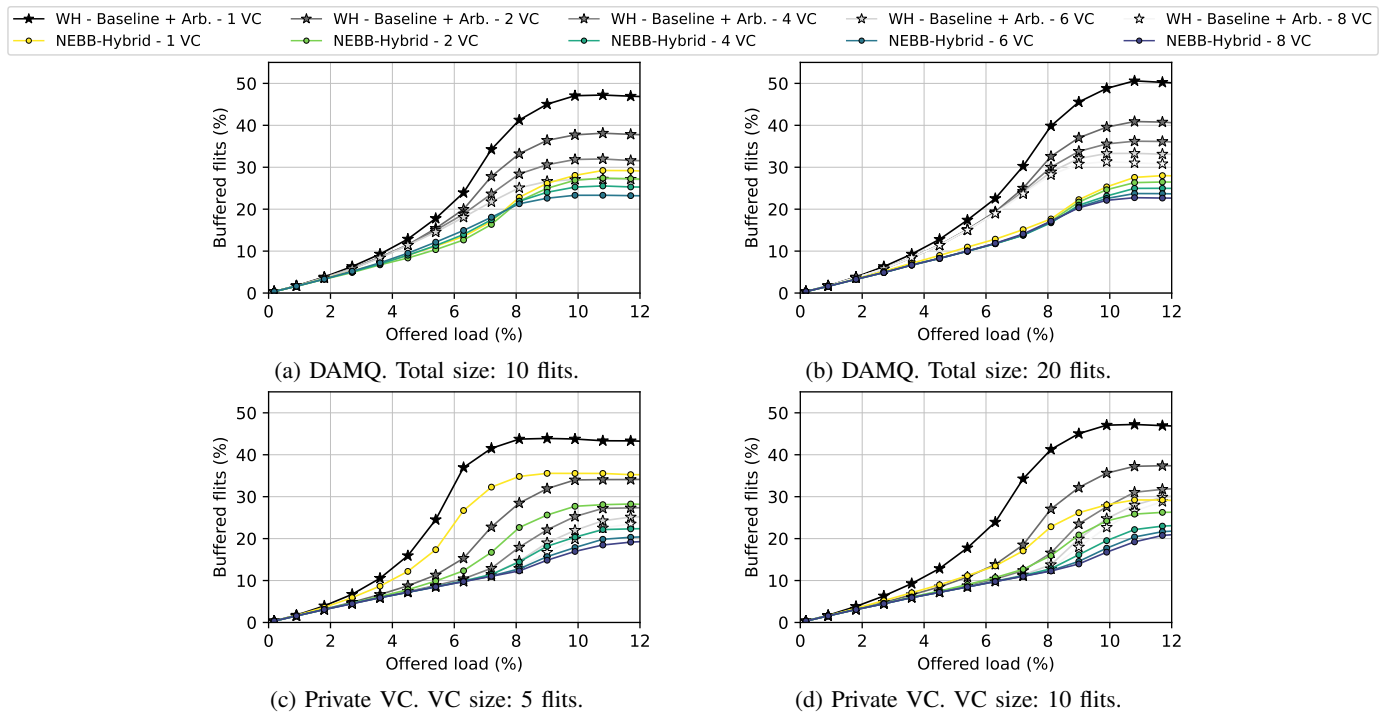 WH - Baseline + Arb. - 1 VC
WH - Baseline + Arb. - 2 VC
WH - Baseline + Arb. - 4 VC
WH - Baseline + Arb. - 6 VC
WH - Baseline + Arb. - 8 VC
NEBB-Hybrid - 1 VC
NEBB-Hybrid - 2 VC
NEBB-Hybrid - 4 VC
NEBB-Hybrid - 6 VC
NEBB-Hybrid - 8 VC
Buffered flits (%)
50
40
30
20
10
0
0 2 4 6 8 10 12
Offered load (%)
(a) DAMQ. Total size: 10 flits.
Buffered flits (%)
50
40
30
20
10
0
0 2 4 6 8 10 12
Offered load (%)
(b) DAMQ. Total size: 20 flits.
Buffered flits (%)
50
40
30
20
10
0
0 2 4 6 8 10 12
Offered load (%)
(c) Private VC. VC size: 5 flits.
Buffered flits (%)
50
40
30
20
10
0
0 2 4 6 8 10 12
Offered load (%)
(d) Private VC. VC size: 10 flits.